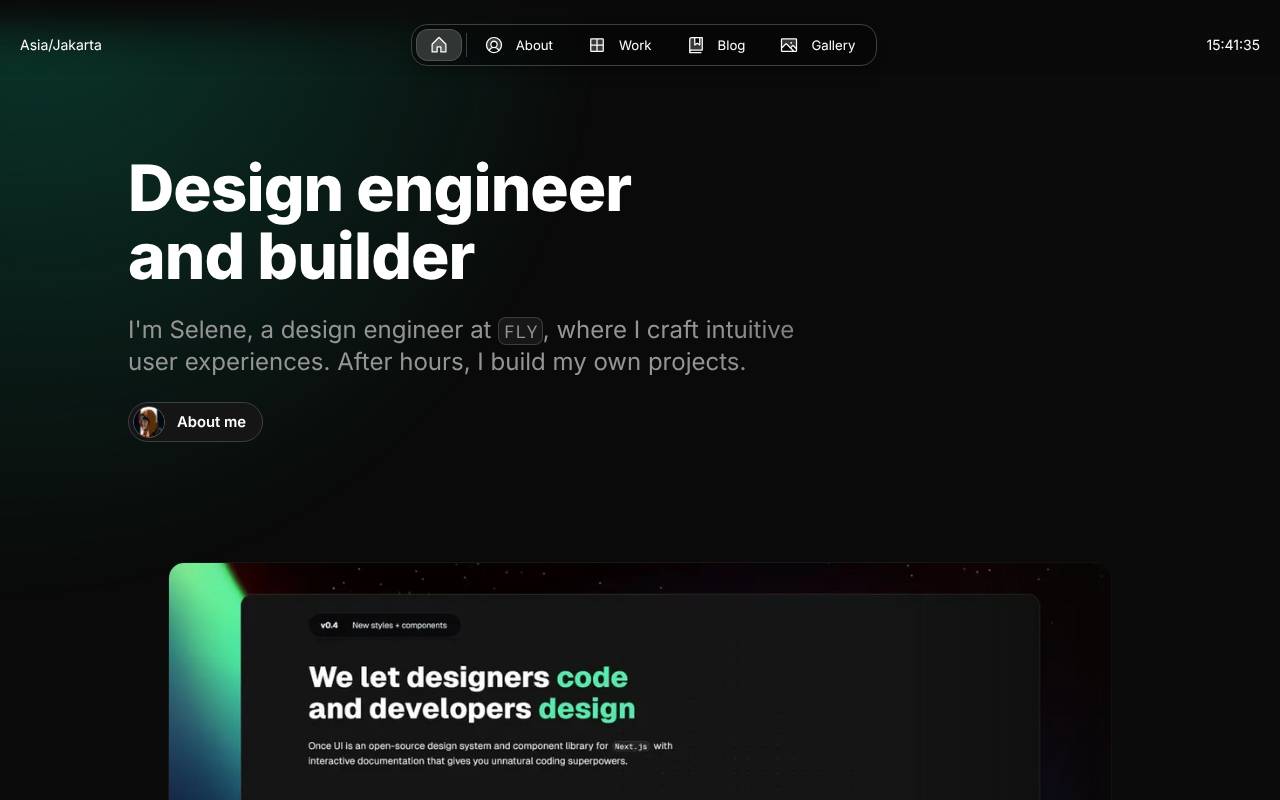 Asia/Jakarta
About
Work
Blog
Gallery
15:41:35
Design engineer
and builder
I'm Selene, a design engineer at FLY, where I craft intuitive
user experiences. After hours, I build my own projects.
About me
v0.4 New styles + components
We let designers code
and developers design
Once UI is an open-source design system and component library for Next.js with
interactive documentation that gives you unnatural coding superpowers.